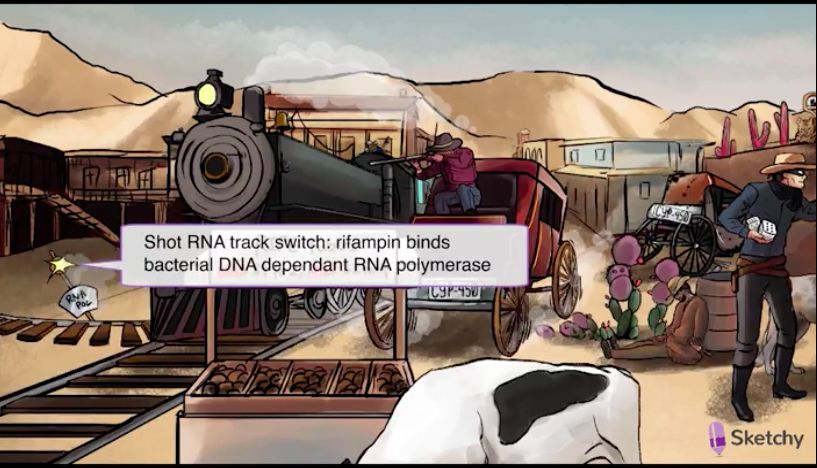 Shot RNA track switch: rifampin binds
bacterial DNA dependant RNA polymerase
RNA
POL
CYP-450
CYP-450
Sketchy